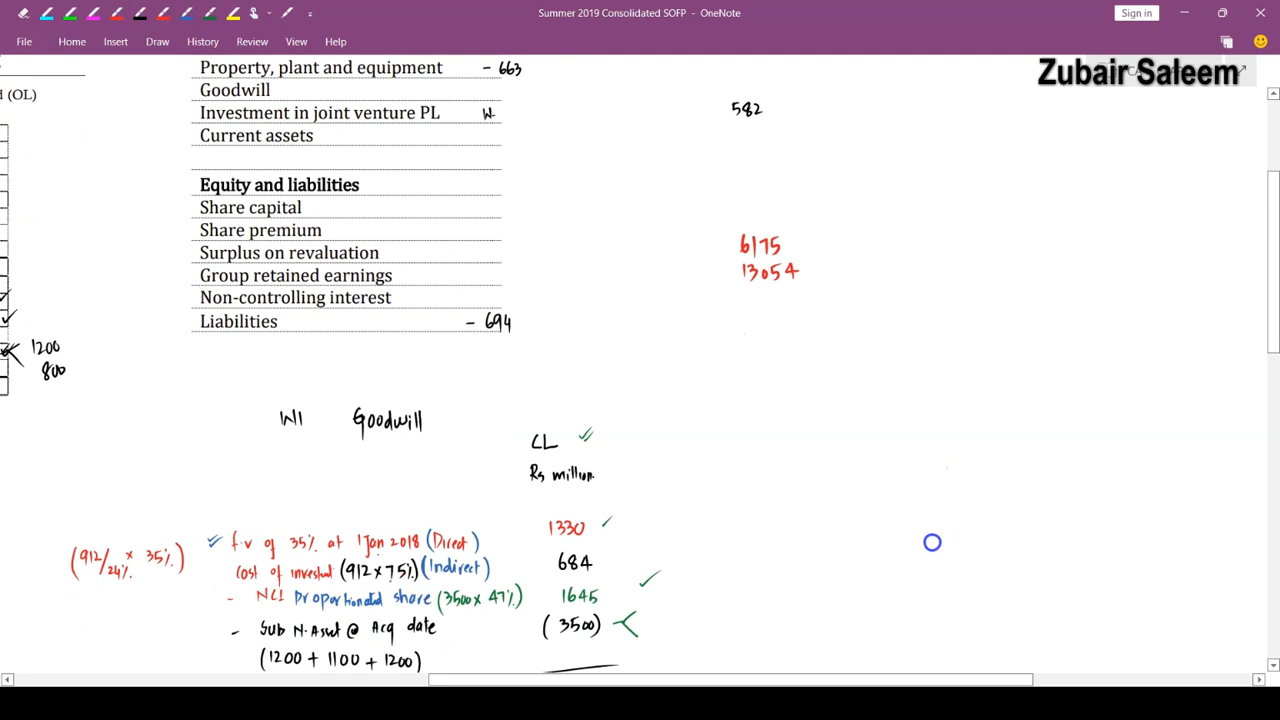 Summer 2019 Consolidated SOFP - OneNote
Sign in
File Home Insert Draw History Review View Help
Zubair Saleem
d (OL)
Property, plant and equipment - 663
Goodwill
Investment in joint venture PL W.
582
Current assets
Equity and liabilities
Share capital
Share premium
6175
Surplus on revaluation
13054
Group retained earnings
Non-controlling interest
Liabilities - 694
1200
800
W1 Goodwill
CL
Rs million.
f.v of 35% at 1 Jan 2018 (Direct) 1330
(912/24% × 35%)
Cost of invest (912 × 75%) (Indirect) 684
- NCI Proportionated share (3500 × 47%) 1645
- Sub N.Asset @ Acq date (3500)
(1200 + 1100 + 1200)